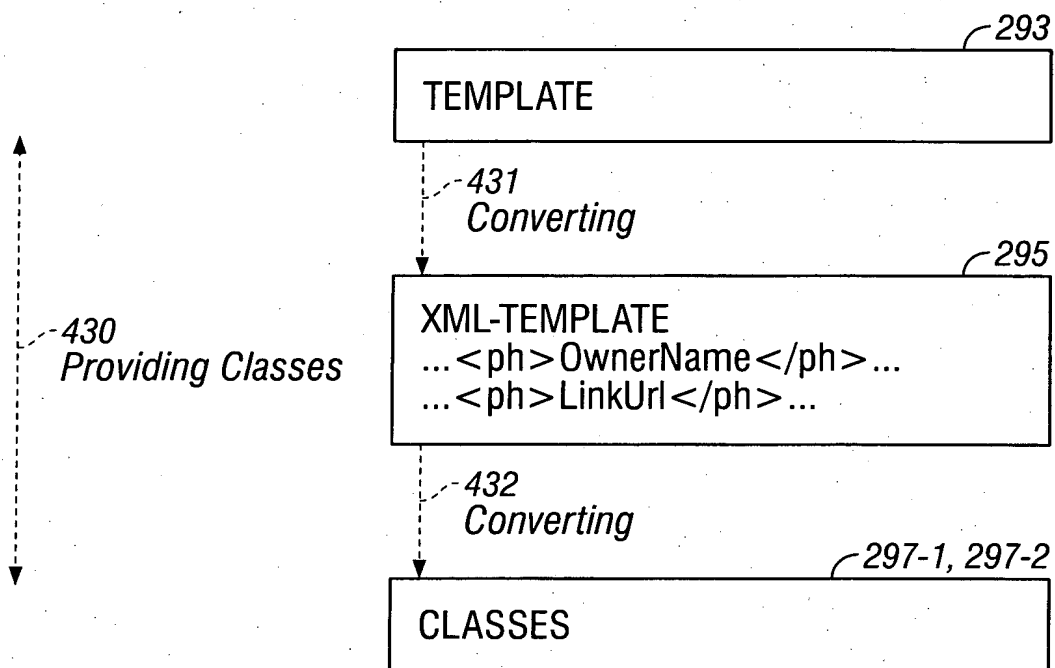 293
TEMPLATE
431
Converting
295
XML-TEMPLATE
...<ph>OwnerName</ph>...
...<ph>LinkUrl</ph>...
430
Providing Classes
432
Converting
297-1, 297-2
CLASSES